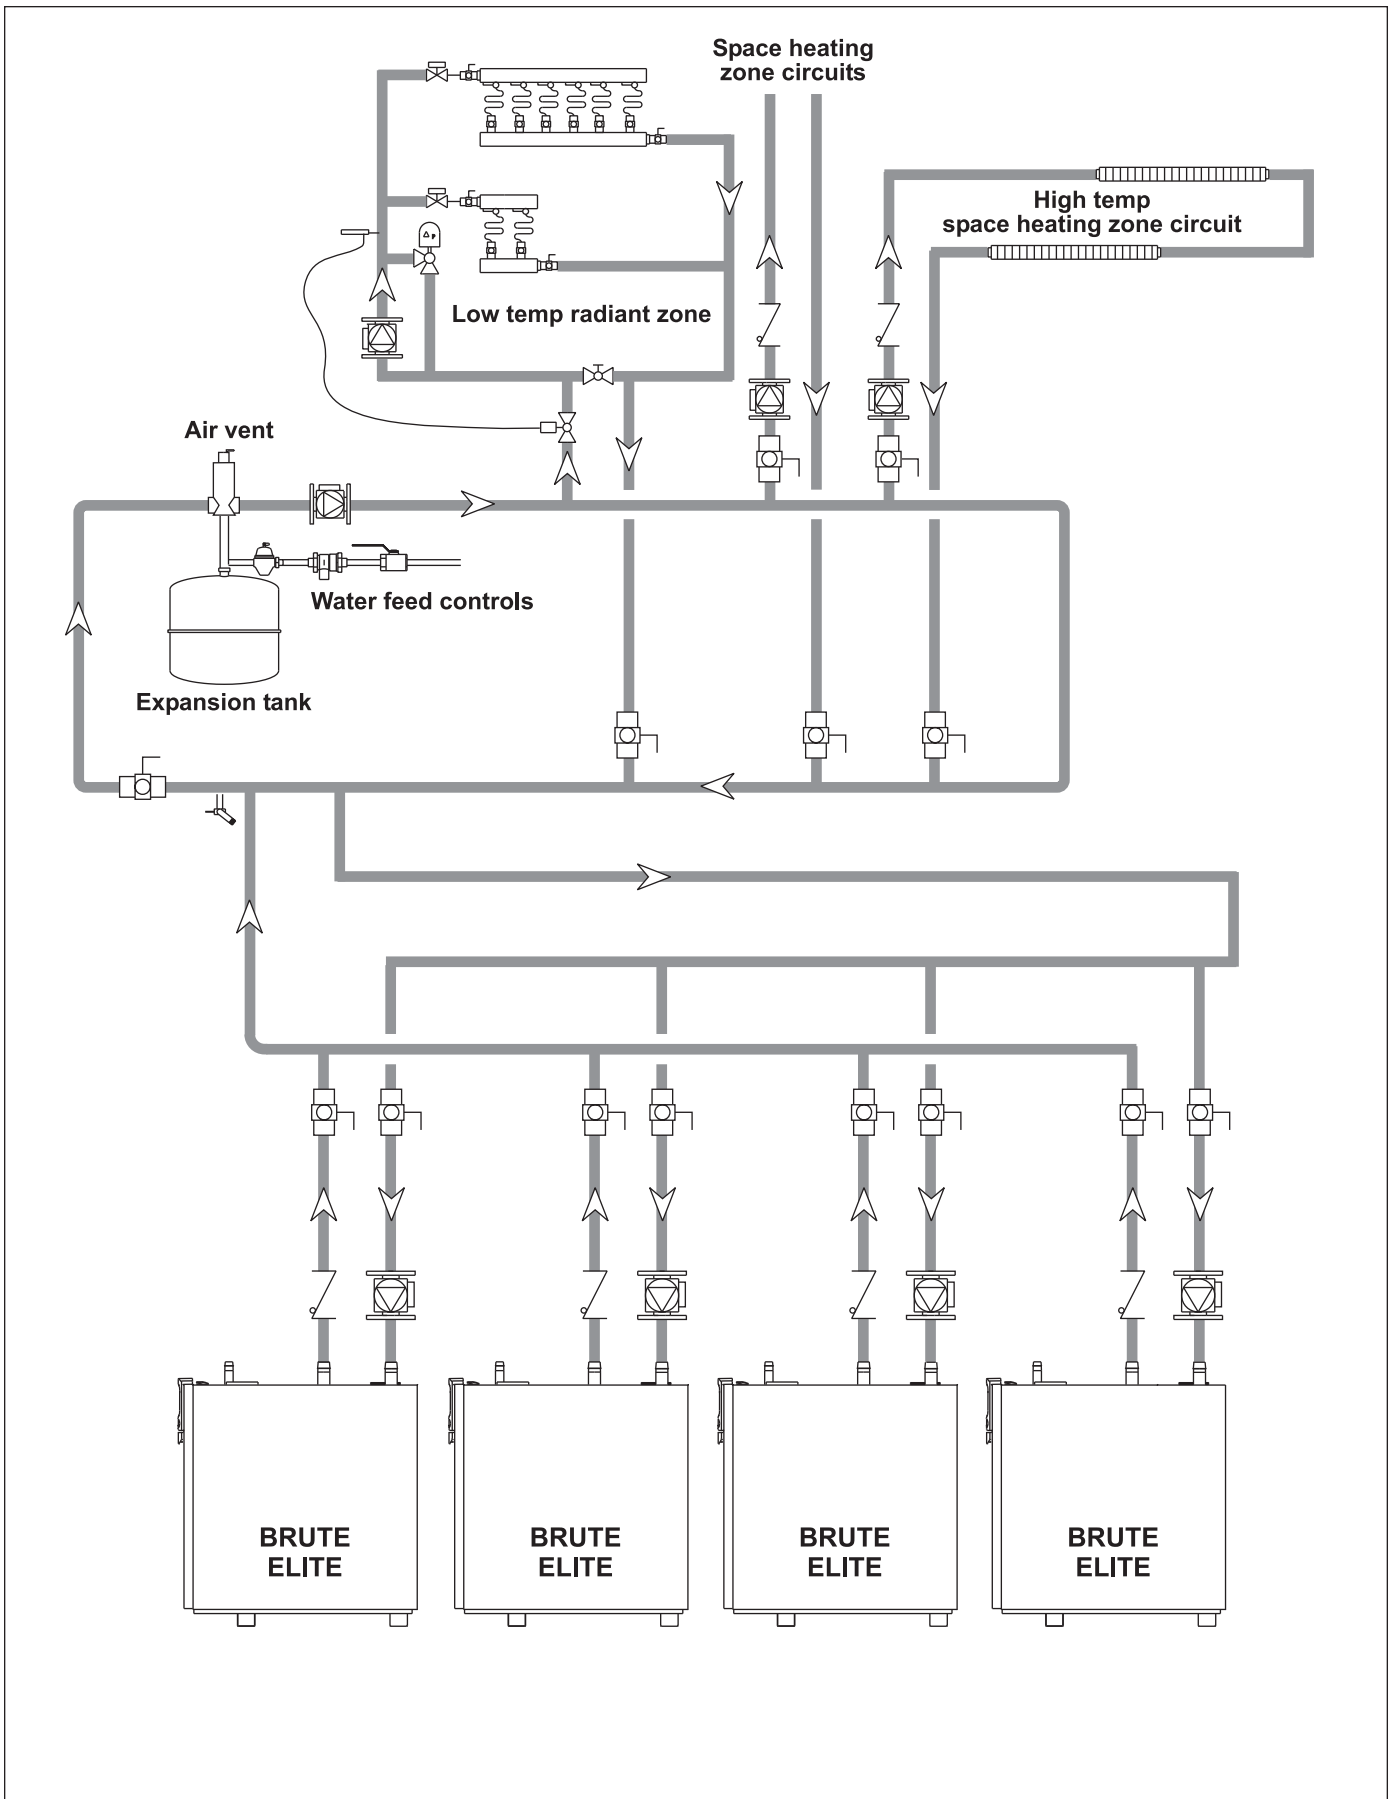 Space heating
zone circuits
High temp
space heating zone circuit
Δ P
Low temp radiant zone
Air vent
Water feed controls
Expansion tank
BRUTE
ELITE
BRUTE
ELITE
BRUTE
ELITE
BRUTE
ELITE